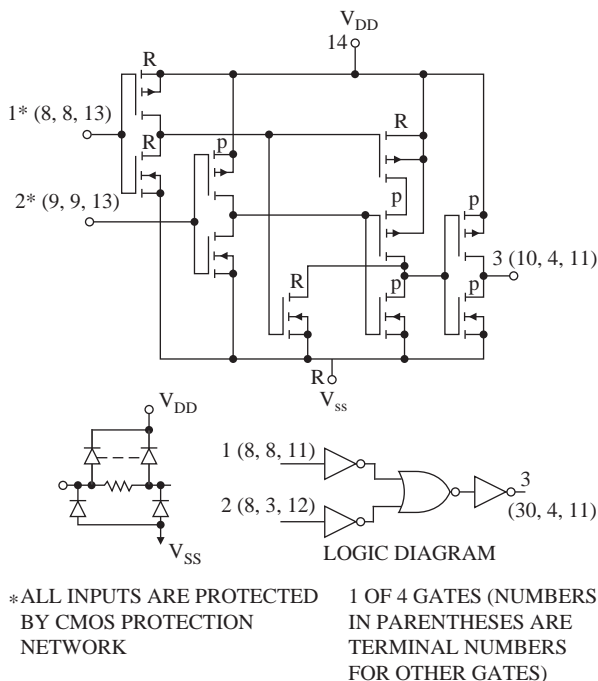 V_DD
14
R
1* (8, 8, 13)
R
R
p
p
p
2* (9, 9, 13)
3 (10, 4, 11)
R
p
p
R
V_ss
V_DD
V_SS
1 (8, 8, 11)
2 (8, 3, 12)
3
(30, 4, 11)
LOGIC DIAGRAM
*ALL INPUTS ARE PROTECTED
BY CMOS PROTECTION
NETWORK
1 OF 4 GATES (NUMBERS
IN PARENTHESES ARE
TERMINAL NUMBERS
FOR OTHER GATES)